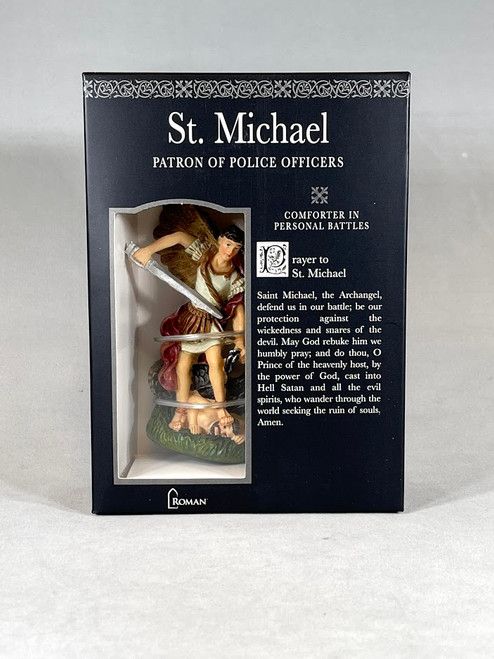 St. Michael
PATRON OF POLICE OFFICERS
COMFORTER IN
PERSONAL BATTLES
Prayer to
St. Michael
Saint Michael, the Archangel,
defend us in our battle; be our
protection against the
wickedness and snares of the
devil. May God rebuke him we
humbly pray; and do thou, O
Prince of the heavenly host, by
the power of God, cast into
Hell Satan and all the evil
spirits, who wander through the
world seeking the ruin of souls,
Amen.
ROMAN